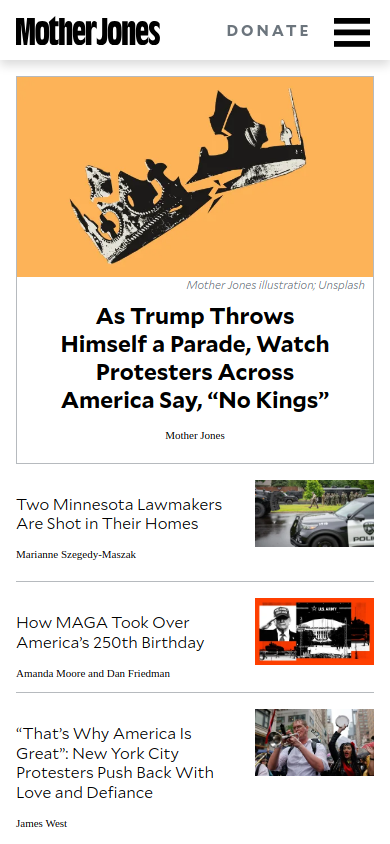 Mother Jones
DONATE
Mother Jones illustration; Unsplash
As Trump Throws
Himself a Parade, Watch
Protesters Across
America Say, “No Kings”
Mother Jones
Two Minnesota Lawmakers
Are Shot in Their Homes
POLI
Marianne Szegedy-Maszak
How MAGA Took Over
America’s 250th Birthday
U.S. ARMY
Amanda Moore and Dan Friedman
“That’s Why America Is
Great”: New York City
Protesters Push Back With
Love and Defiance
James West